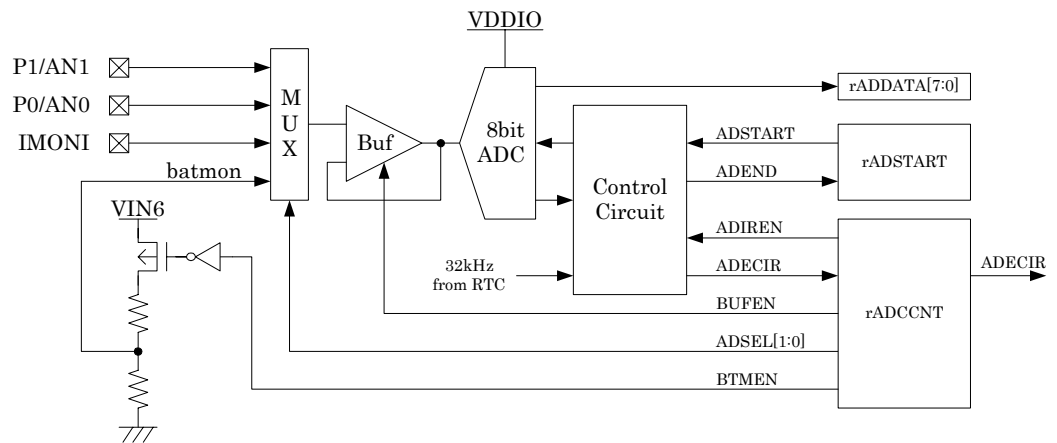 VDDIO
P1/AN1
P0/AN0
IMONI
batmon
MUX
Buf
8bit
ADC
rADDATA[7:0]
ADSTART
rADSTART
ADEND
Control
Circuit
VIN6
ADIREN
32kHz
from RTC
ADECIR
ADECIR
BUFEN
rADCCNT
ADSEL[1:0]
BTMEN